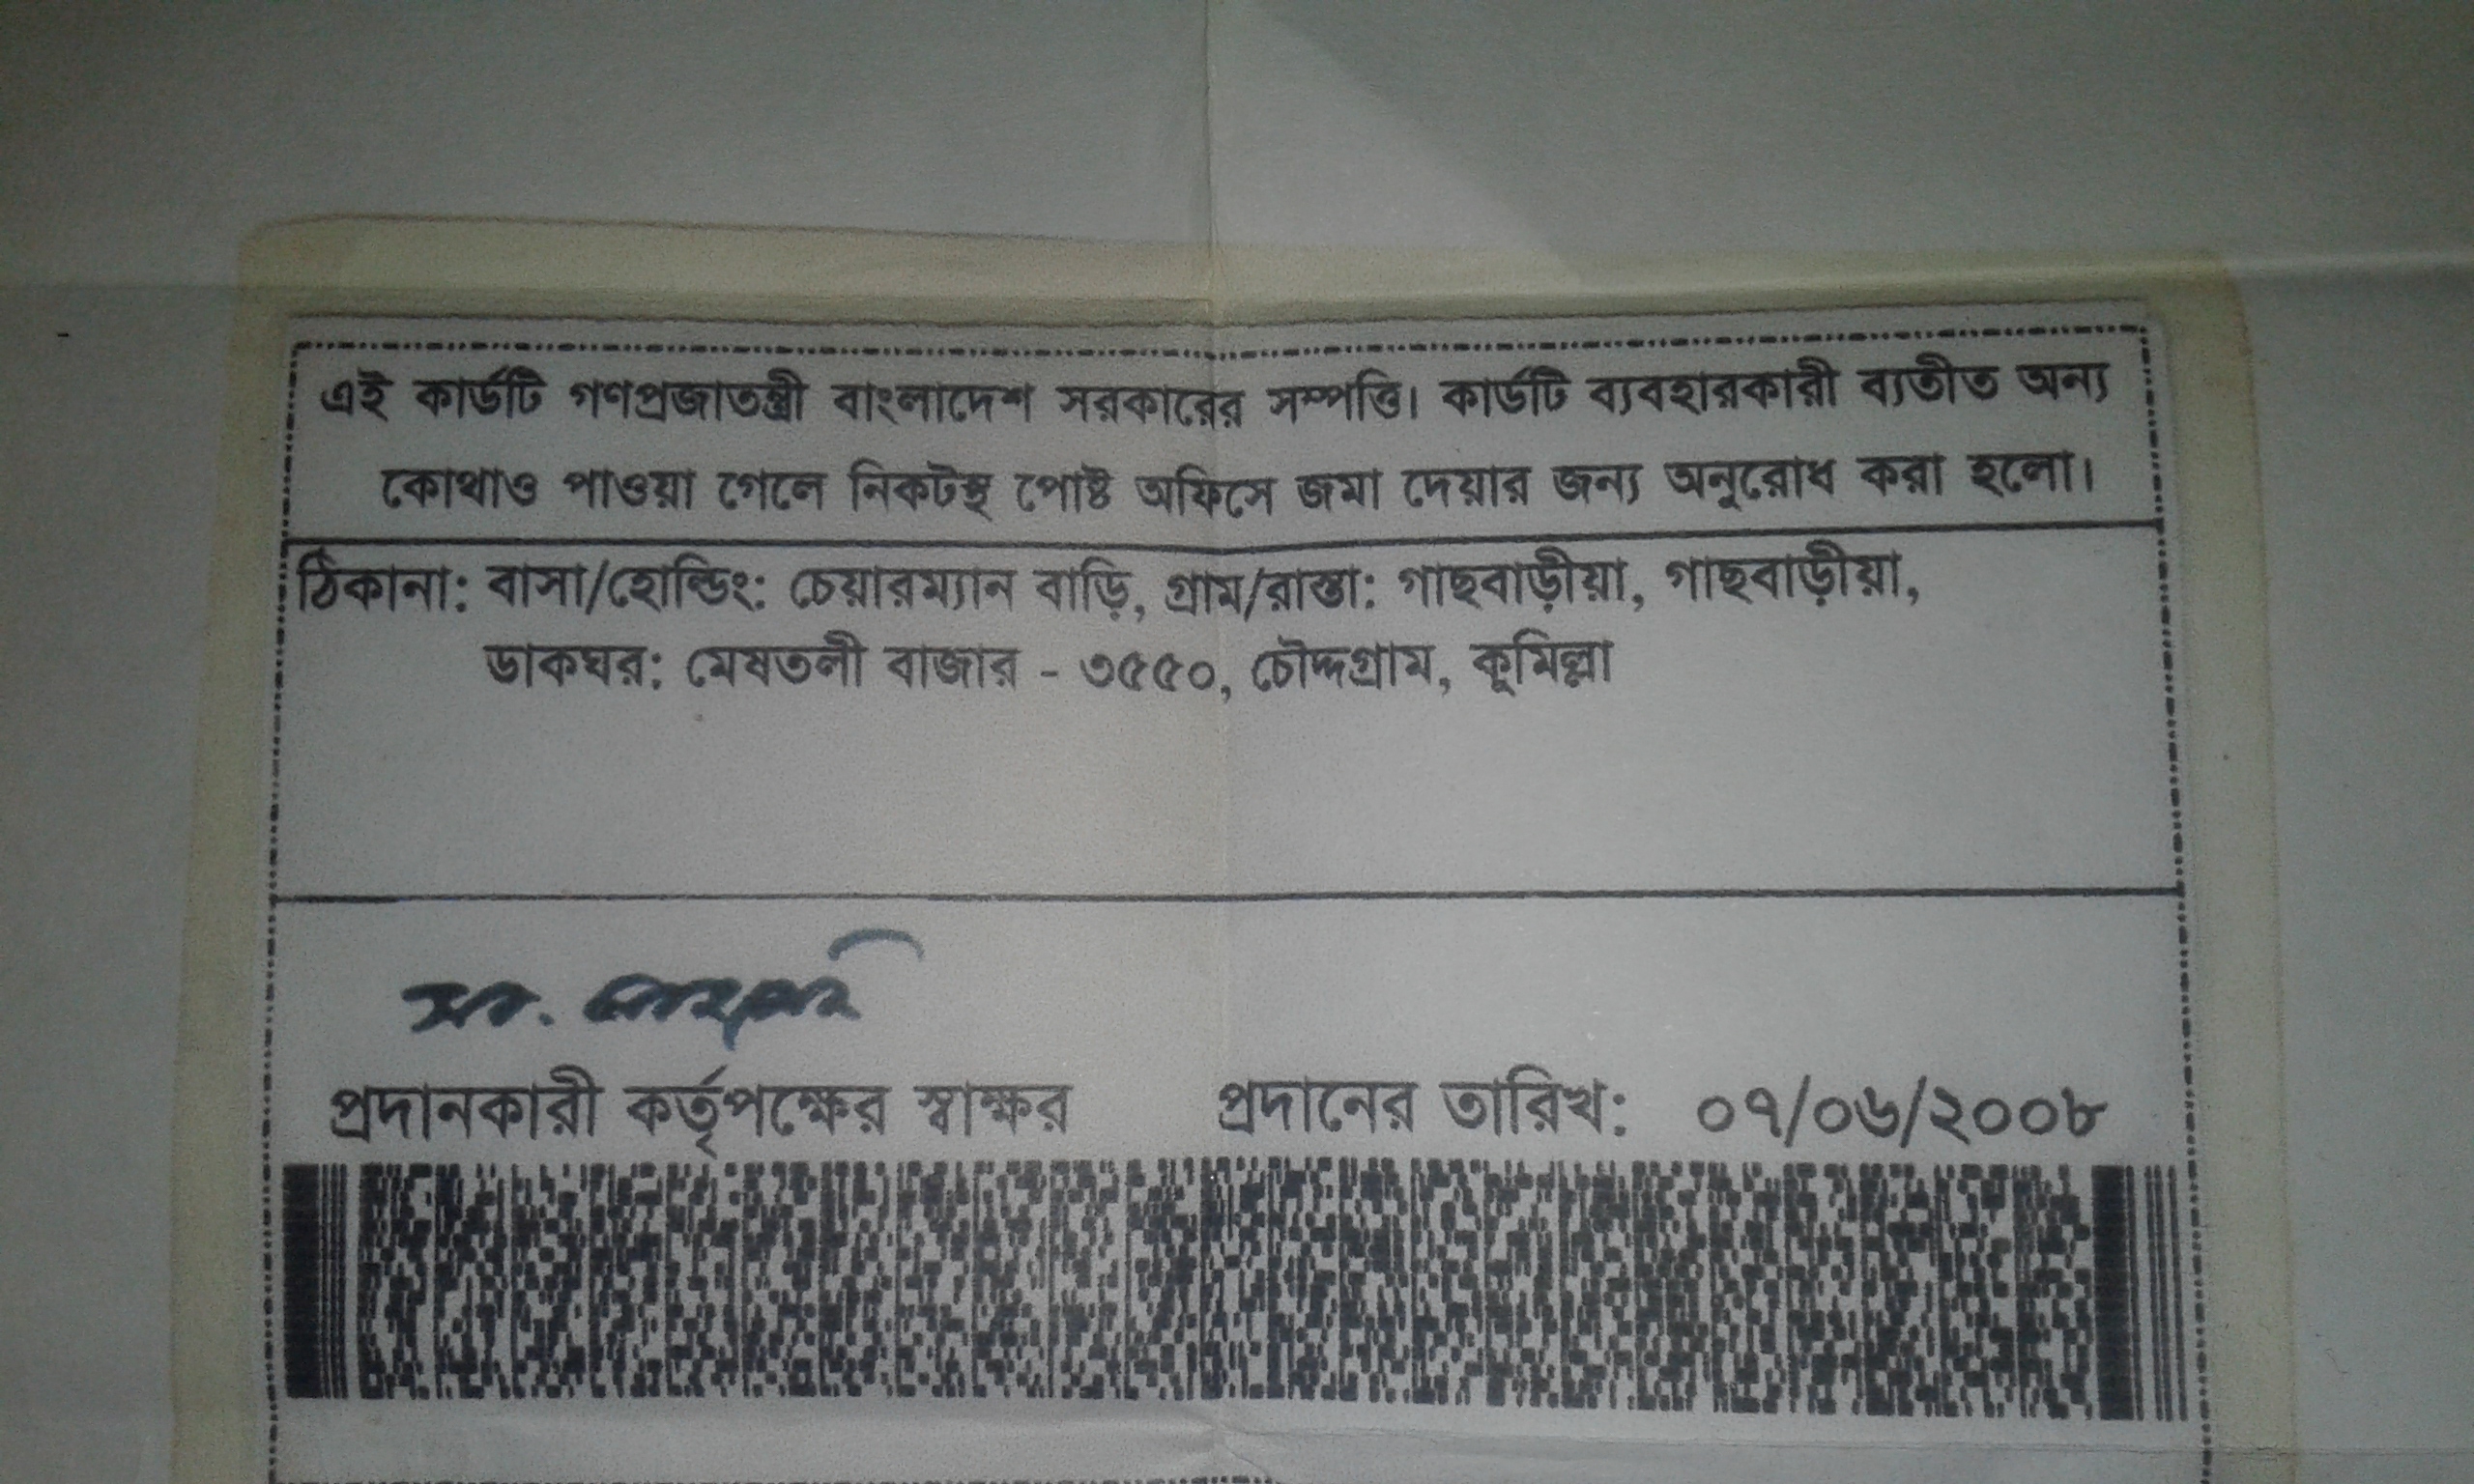 এই কার্ডটি গণপ্রজাতন্ত্রী বাংলাদেশ সরকারের সম্পত্তি। কার্ডটি ব্যবহারকারী ব্যতীত অন্য
কোথাও পাওয়া গেলে নিকটস্থ পোষ্ট অফিসে জমা দেয়ার জন্য অনুরোধ করা হলো।
ঠিকানা: বাসা/হোল্ডিং: চেয়ারম্যান বাড়ি, গ্রাম/রাস্তা: গাছবাড়ীয়া, গাছবাড়ীয়া,
ডাকঘর: মেষতলী বাজার - ৩৫৫০, চৌদ্দগ্রাম, কুমিল্লা
প্রদানকারী কর্তৃপক্ষের স্বাক্ষর প্রদানের তারিখ: ০৭/০৬/২০০৮